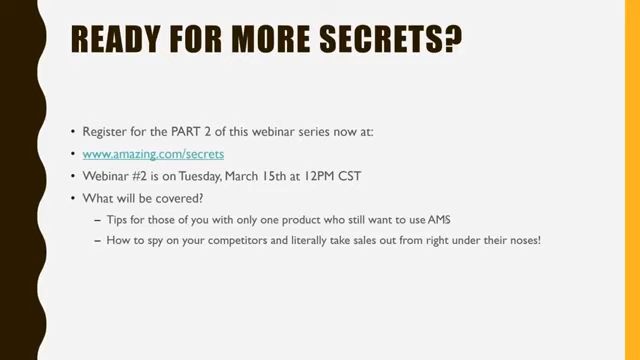 READY FOR MORE SECRETS?
• Register for the PART 2 of this webinar series now at:
• www.amazing.com/secrets
• Webinar #2 is on Tuesday, March 15th at 12PM CST
• What will be covered?
– Tips for those of you with only one product who still want to use AMS
– How to spy on your competitors and literally take sales out from right under their noses!